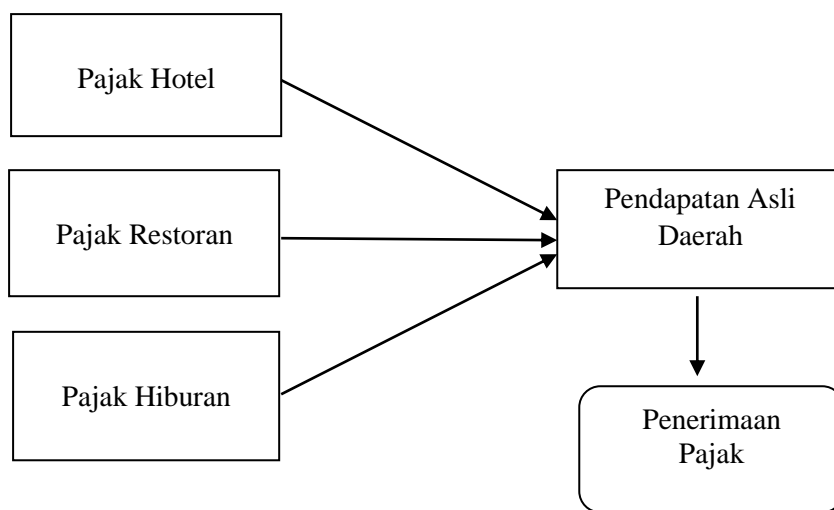 Pajak Hotel
Pajak Restoran
Pajak Hiburan
Pendapatan Asli
Daerah
Penerimaan
Pajak